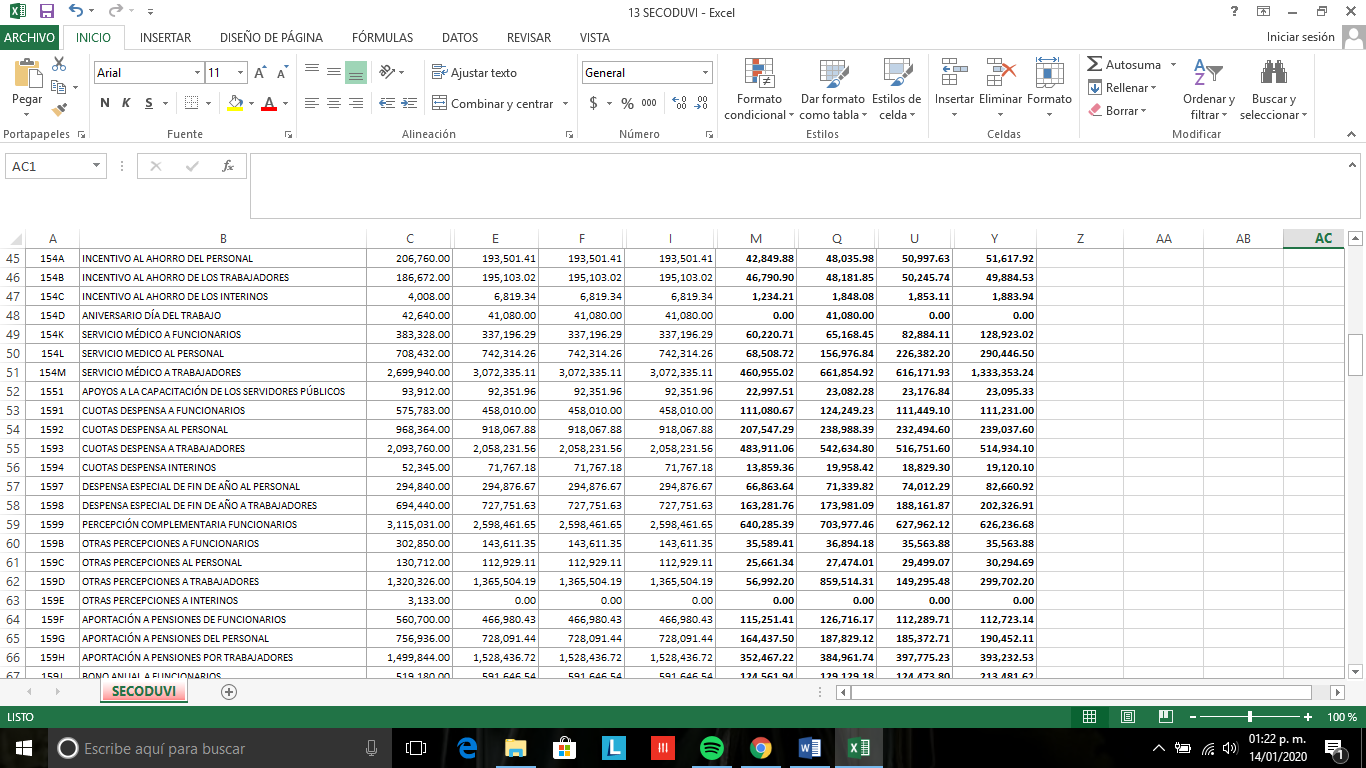 13 SECODUVI - Excel
ARCHIVO INICIO INSERTAR DISEÑO DE PÁGINA FÓRMULAS DATOS REVISAR VISTA Iniciar sesión
Pegar
Arial 11 Ajustar texto General
N K S Combinar y centrar $ % 000
Formato condicional Dar formato como tabla Estilos de celda
Insertar Eliminar Formato
Autosuma
Rellenar
Borrar
Ordenar y filtrar Buscar y seleccionar
Portapapeles Fuente Alineación Número Estilos Celdas Modificar
AC1
A B C E F I M Q U Y Z AA AB AC
45 154A INCENTIVO AL AHORRO DEL PERSONAL 206,760.00 193,501.41 193,501.41 193,501.41 42,849.88 48,035.98 50,997.63 51,617.92
46 154B INCENTIVO AL AHORRO DE LOS TRABAJADORES 186,672.00 195,103.02 195,103.02 195,103.02 46,790.90 48,181.85 50,245.74 49,884.53
47 154C INCENTIVO AL AHORRO DE LOS INTERINOS 4,008.00 6,819.34 6,819.34 6,819.34 1,234.21 1,848.08 1,853.11 1,883.94
48 154D ANIVERSARIO DÍA DEL TRABAJO 42,640.00 41,080.00 41,080.00 41,080.00 0.00 41,080.00 0.00 0.00
49 154K SERVICIO MÉDICO A FUNCIONARIOS 383,328.00 337,196.29 337,196.29 337,196.29 60,220.71 65,168.45 82,884.11 128,923.02
50 154L SERVICIO MEDICO AL PERSONAL 708,432.00 742,314.26 742,314.26 742,314.26 68,508.72 156,976.84 226,382.20 290,446.50
51 154M SERVICIO MÉDICO A TRABAJADORES 2,699,940.00 3,072,335.11 3,072,335.11 3,072,335.11 460,955.02 661,854.92 616,171.93 1,333,353.24
52 1551 APOYOS A LA CAPACITACIÓN DE LOS SERVIDORES PÚBLICOS 93,912.00 92,351.96 92,351.96 92,351.96 22,997.51 23,082.28 23,176.84 23,095.33
53 1591 CUOTAS DESPENSA A FUNCIONARIOS 575,783.00 458,010.00 458,010.00 458,010.00 111,080.67 124,249.23 111,449.10 111,231.00
54 1592 CUOTAS DESPENSA AL PERSONAL 968,364.00 918,067.88 918,067.88 918,067.88 207,547.29 238,988.39 232,494.60 239,037.60
55 1593 CUOTAS DESPENSA A TRABAJADORES 2,093,760.00 2,058,231.56 2,058,231.56 2,058,231.56 483,911.06 542,634.80 516,751.60 514,934.10
56 1594 CUOTAS DESPENSA INTERINOS 52,345.00 71,767.18 71,767.18 71,767.18 13,859.36 19,958.42 18,829.30 19,120.10
57 1597 DESPENSA ESPECIAL DE FIN DE AÑO AL PERSONAL 294,840.00 294,876.67 294,876.67 294,876.67 66,863.64 71,339.82 74,012.29 82,660.92
58 1598 DESPENSA ESPECIAL DE FIN DE AÑO A TRABAJADORES 694,440.00 727,751.63 727,751.63 727,751.63 163,281.76 173,981.09 188,161.87 202,326.91
59 1599 PERCEPCIÓN COMPLEMENTARIA FUNCIONARIOS 3,115,031.00 2,598,461.65 2,598,461.65 2,598,461.65 640,285.39 703,977.46 627,962.12 626,236.68
60 159B OTRAS PERCEPCIONES A FUNCIONARIOS 302,850.00 143,611.35 143,611.35 143,611.35 35,589.41 36,894.18 35,563.88 35,563.88
61 159C OTRAS PERCEPCIONES AL PERSONAL 130,712.00 112,929.11 112,929.11 112,929.11 25,661.34 27,474.01 29,499.07 30,294.69
62 159D OTRAS PERCEPCIONES A TRABAJADORES 1,320,326.00 1,365,504.19 1,365,504.19 1,365,504.19 56,992.20 859,514.31 149,295.48 299,702.20
63 159E OTRAS PERCEPCIONES A INTERINOS 3,133.00 0.00 0.00 0.00 0.00 0.00 0.00 0.00
64 159F APORTACIÓN A PENSIONES DE FUNCIONARIOS 560,700.00 466,980.43 466,980.43 466,980.43 115,251.41 126,716.17 112,289.71 112,723.14
65 159G APORTACIÓN A PENSIONES DEL PERSONAL 756,936.00 728,091.44 728,091.44 728,091.44 164,437.50 187,829.12 185,372.71 190,452.11
66 159H APORTACIÓN A PENSIONES POR TRABAJADORES 1,499,844.00 1,528,436.72 1,528,436.72 1,528,436.72 352,467.22 384,961.74 397,775.23 393,232.53
67 159J BONO ANUAL A FUNCIONARIOS 519,180.00 591,646.54 591,646.54 591,646.54 124,561.94 129,129.18 124,473.80 213,481.62
SECODUVI
LISTO 100 %
Escribe aquí para buscar
01:22 p. m.
14/01/2020